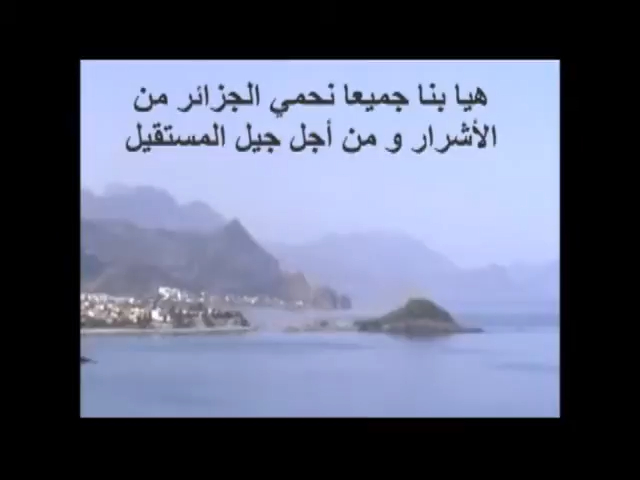 هيا بنا جميعا نحمي الجزائر من
الأشرار و من أجل جيل المستقيل